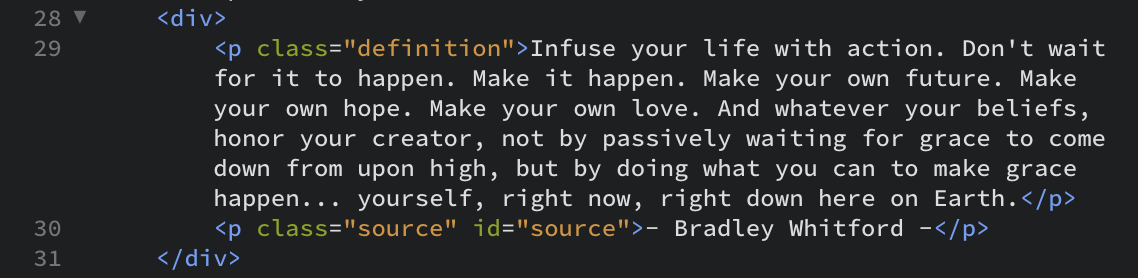 28 ▼ <div>
29 <p class="definition">Infuse your life with action. Don't wait
for it to happen. Make it happen. Make your own future. Make
your own hope. Make your own love. And whatever your beliefs,
honor your creator, not by passively waiting for grace to come
down from upon high, but by doing what you can to make grace
happen... yourself, right now, right down here on Earth.</p>
30 <p class="source" id="source">- Bradley Whitford -</p>
31 </div>